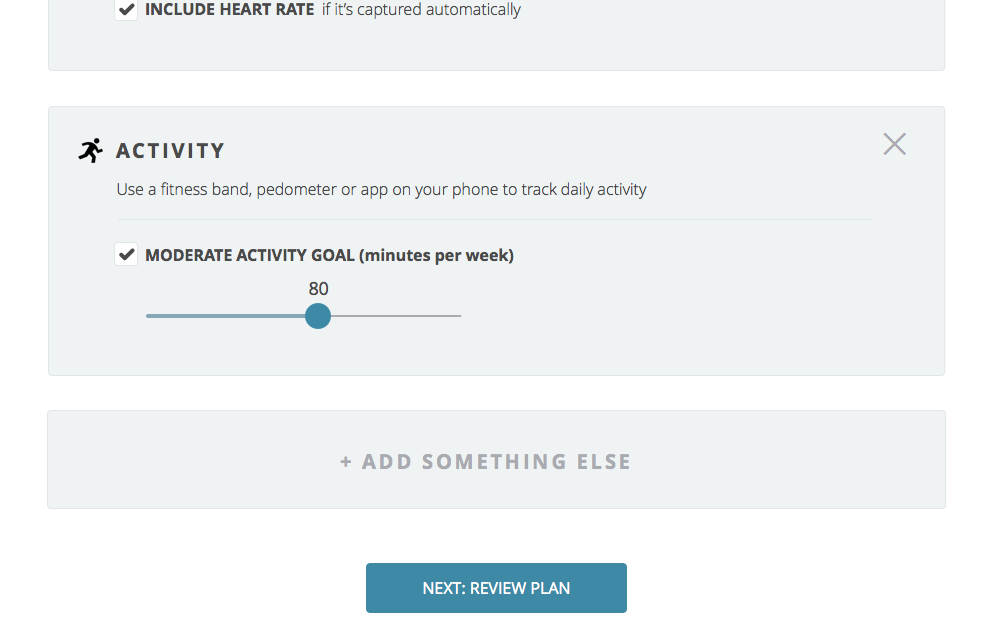 INCLUDE HEART RATE if it’s captured automatically
ACTIVITY
Use a fitness band, pedometer or app on your phone to track daily activity
MODERATE ACTIVITY GOAL (minutes per week)
80
+ ADD SOMETHING ELSE
NEXT: REVIEW PLAN